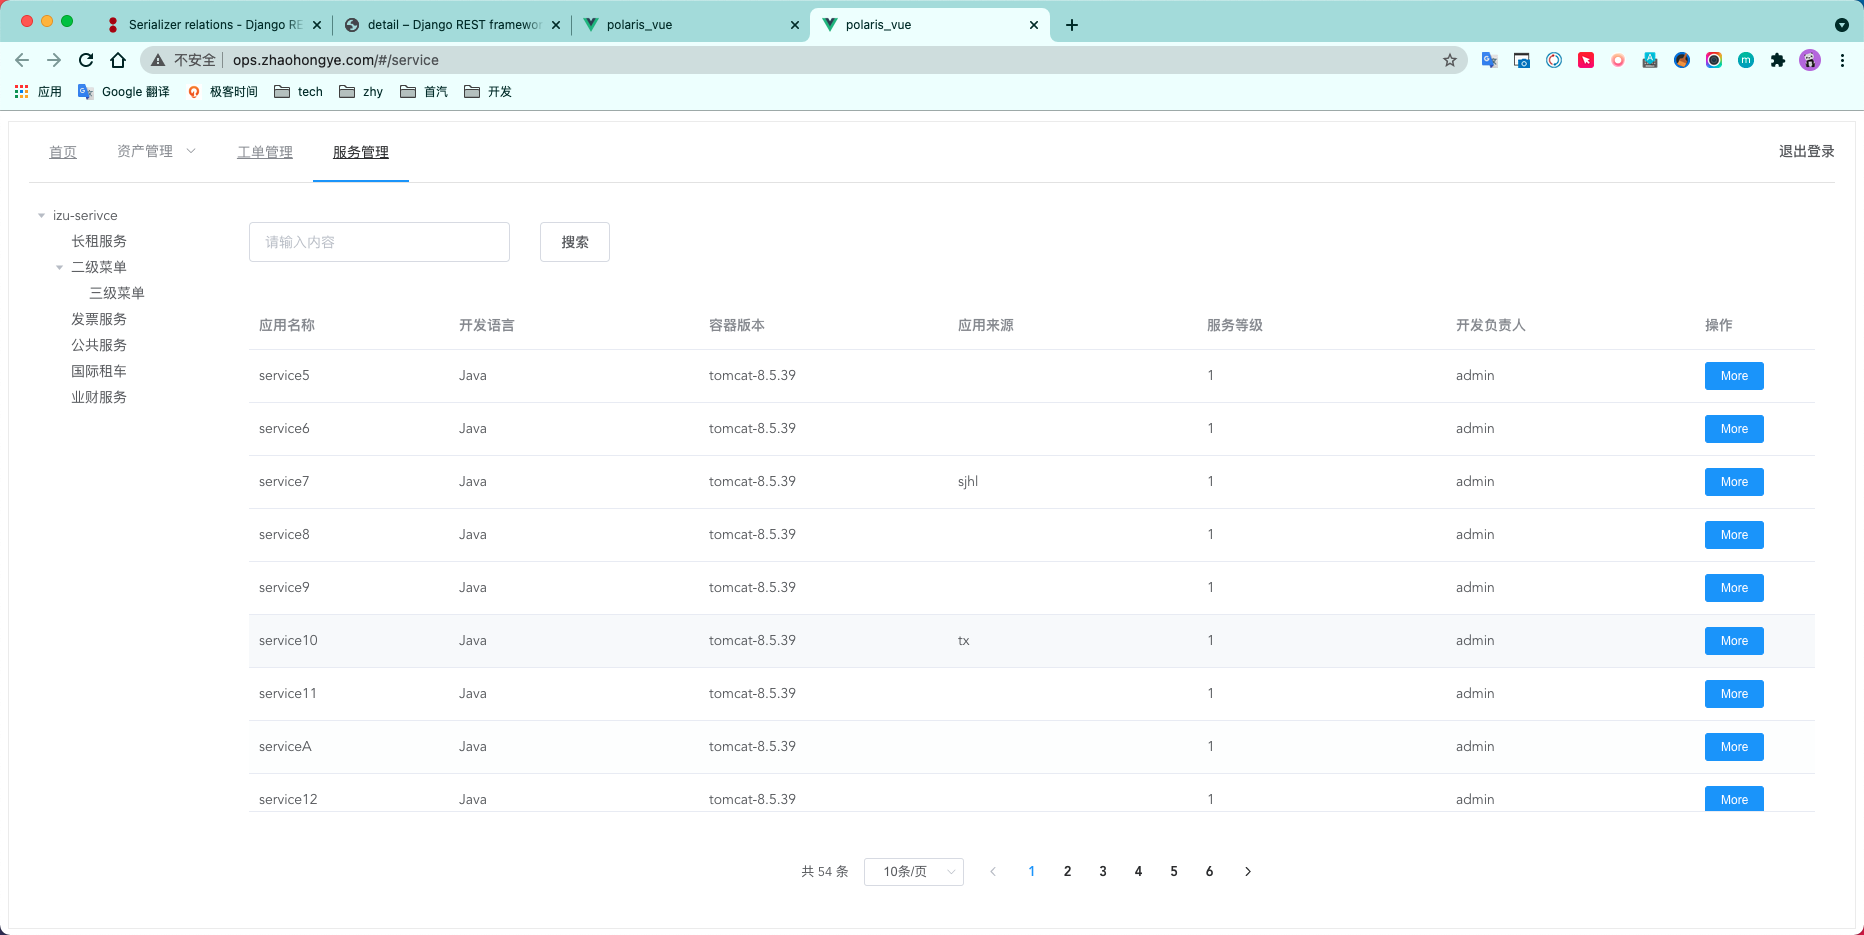 Serializer relations - Django RE
detail – Django REST framewor
polaris_vue
polaris_vue
不安全 ops.zhaohongye.com/#/service
应用 Google 翻译 极客时间 tech zhy 首汽 开发
首页 资产管理 工单管理 服务管理 退出登录
izu-serivce
长租服务
二级菜单
三级菜单
发票服务
公共服务
国际租车
业财服务
请输入内容 搜索
应用名称 开发语言 容器版本 应用来源 服务等级 开发负责人 操作
service5 Java tomcat-8.5.39 1 admin More
service6 Java tomcat-8.5.39 1 admin More
service7 Java tomcat-8.5.39 sjhl 1 admin More
service8 Java tomcat-8.5.39 1 admin More
service9 Java tomcat-8.5.39 1 admin More
service10 Java tomcat-8.5.39 tx 1 admin More
service11 Java tomcat-8.5.39 1 admin More
serviceA Java tomcat-8.5.39 1 admin More
service12 Java tomcat-8.5.39 1 admin More
共 54 条 10条/页 1 2 3 4 5 6